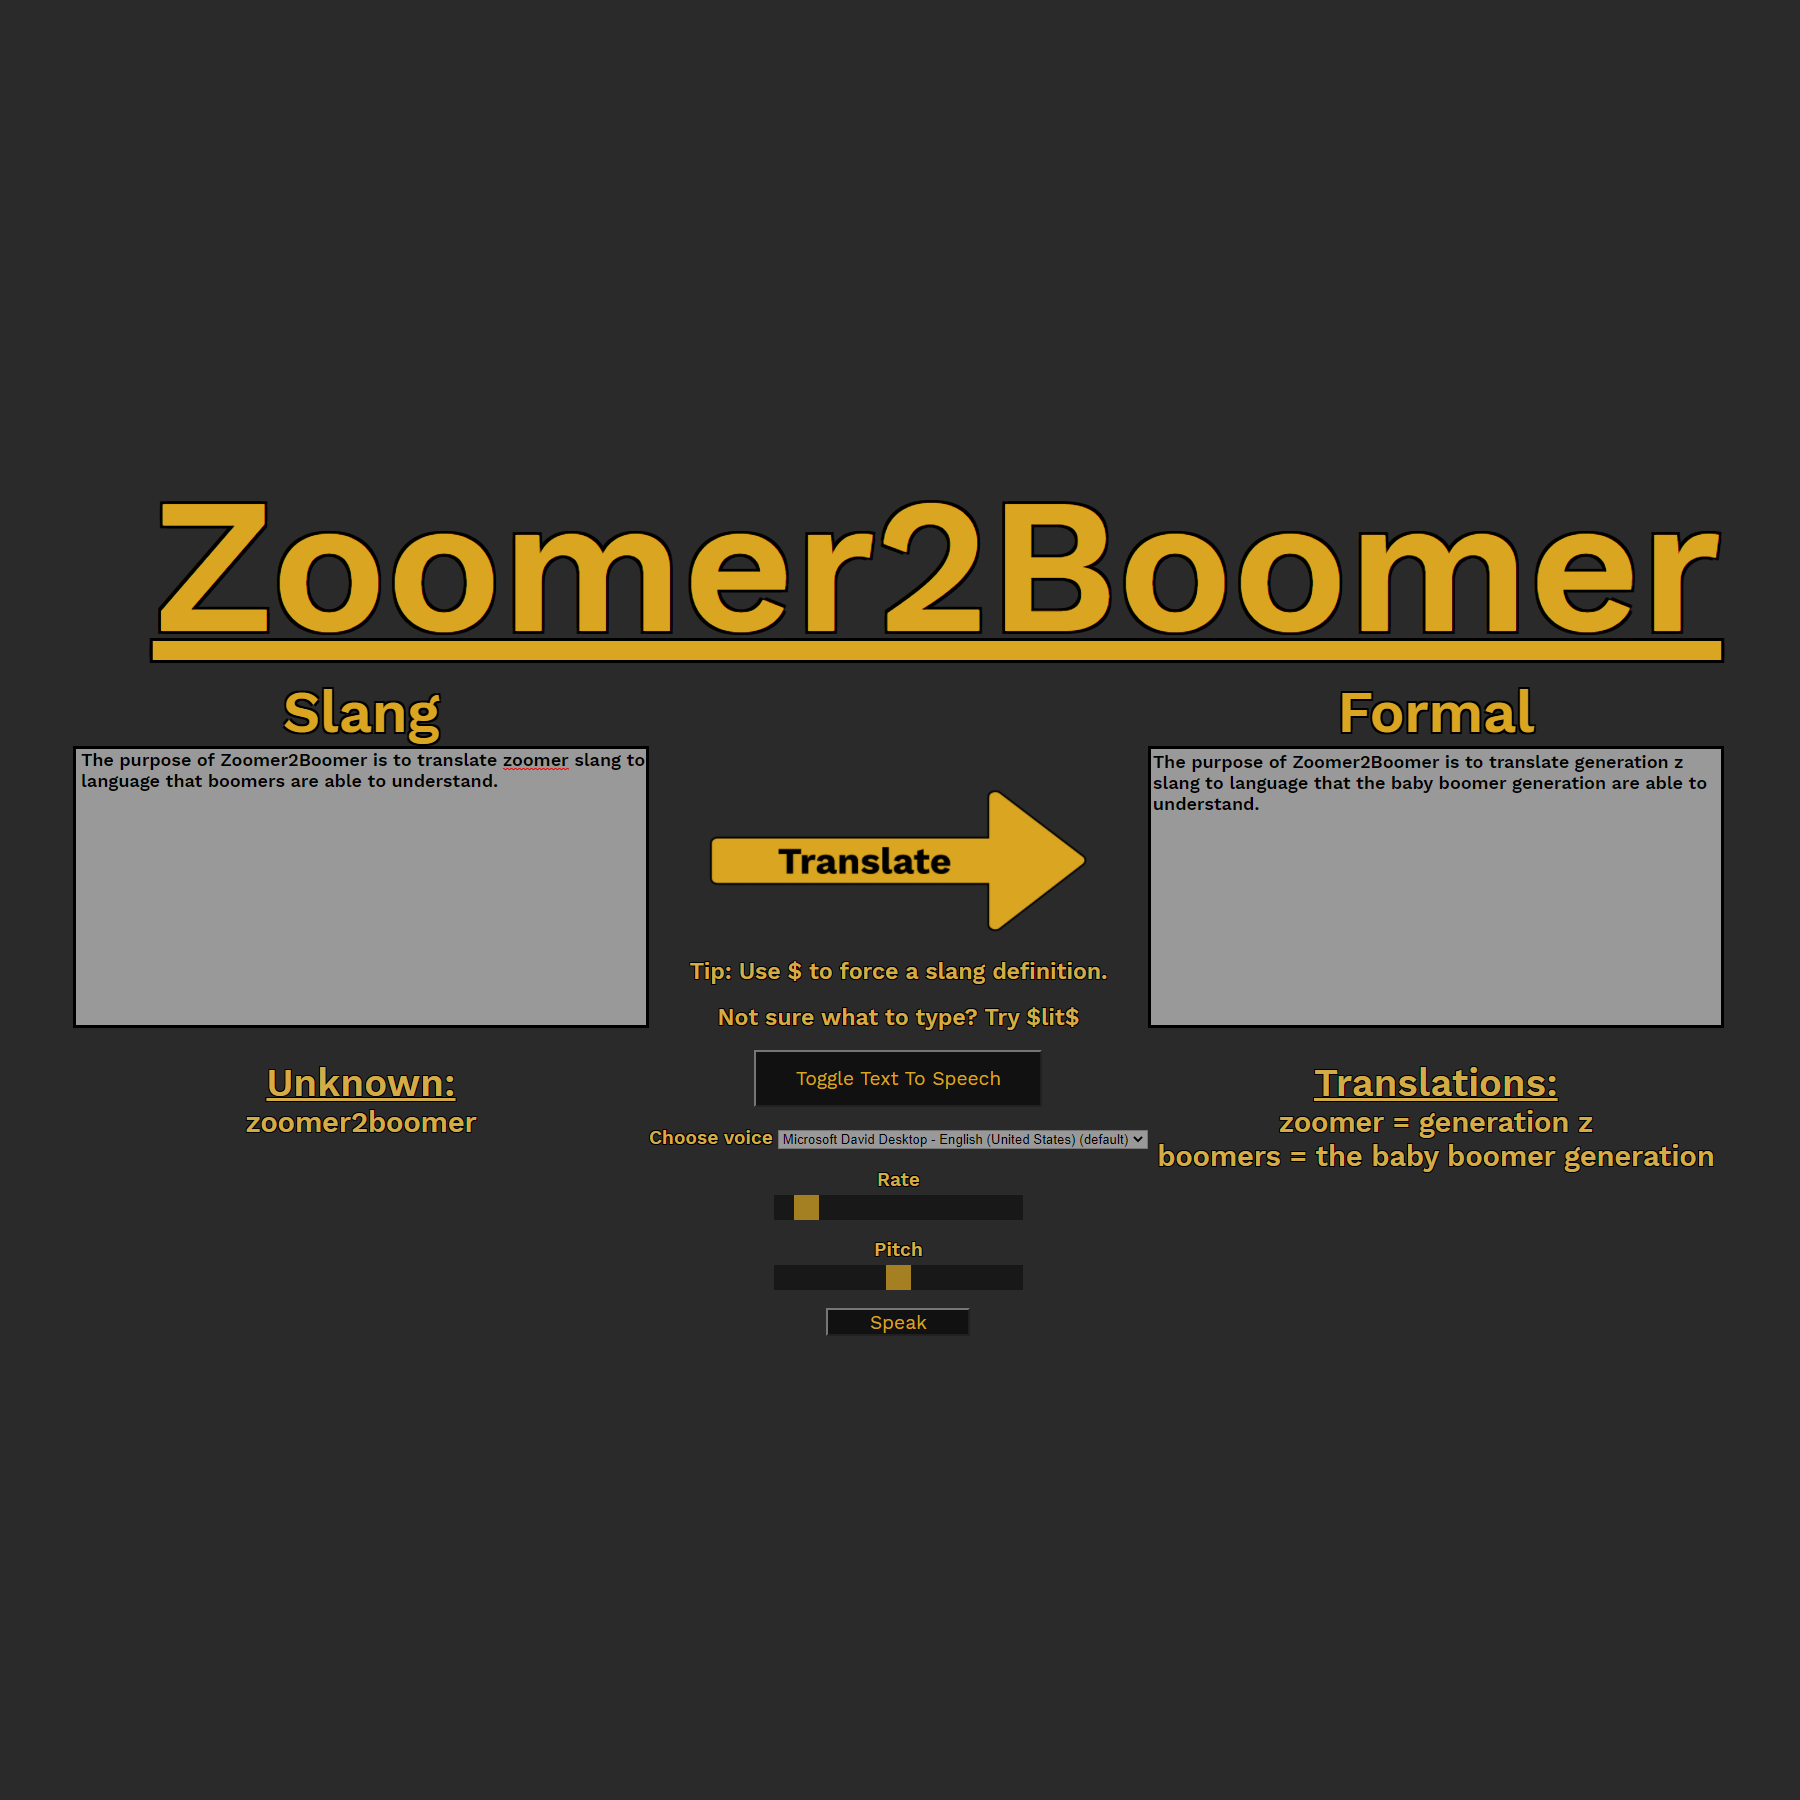 Zoomer2Boomer
Slang
The purpose of Zoomer2Boomer is to translate zoomer slang to
language that boomers are able to understand.
Unknown:
zoomer2boomer
Translate
Tip: Use $ to force a slang definition.
Not sure what to type? Try $lit$
Toggle Text To Speech
Choose voice Microsoft David Desktop - English (United States) (default)
Rate
Pitch
Speak
Formal
The purpose of Zoomer2Boomer is to translate generation z
slang to language that the baby boomer generation are able to
understand.
Translations:
zoomer = generation z
boomers = the baby boomer generation